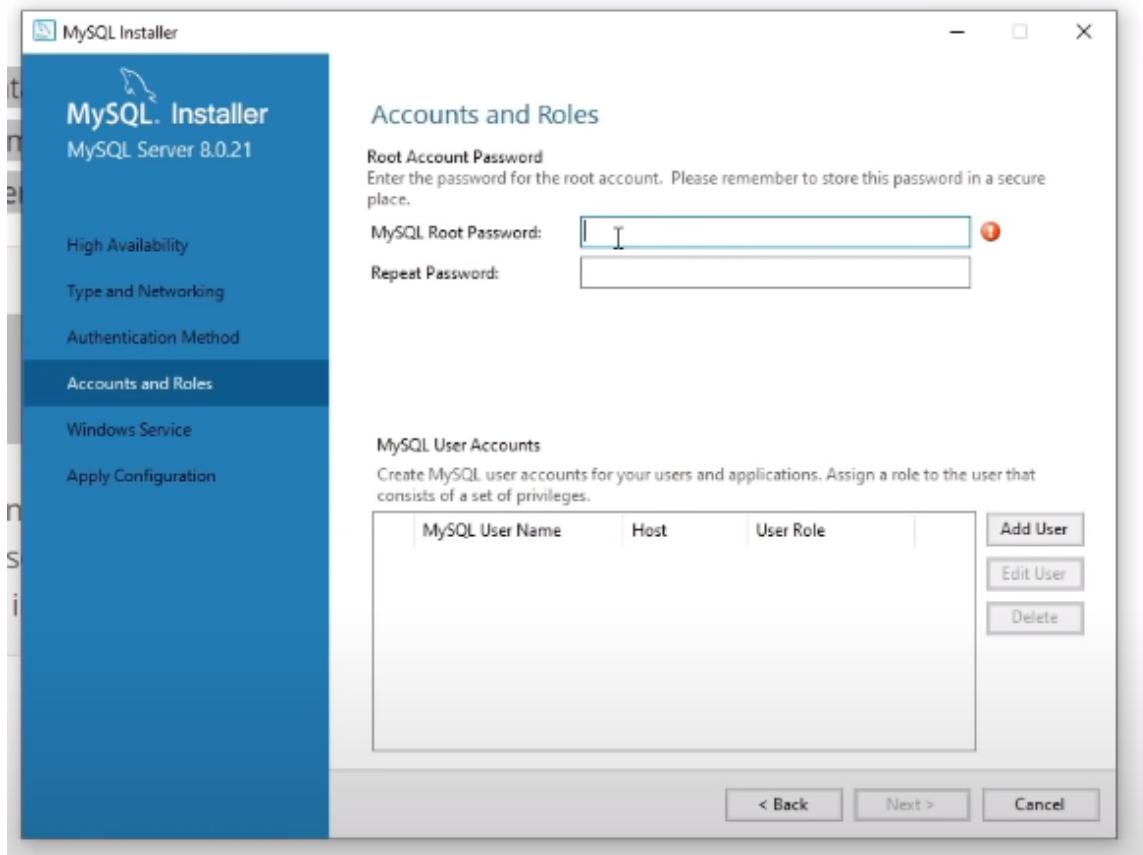 MySQL Installer
MySQL. Installer
MySQL Server 8.0.21
High Availability
Type and Networking
Authentication Method
Accounts and Roles
Windows Service
Apply Configuration
Accounts and Roles
Root Account Password
Enter the password for the root account. Please remember to store this password in a secure
place.
MySQL Root Password:
Repeat Password:
MySQL User Accounts
Create MySQL user accounts for your users and applications. Assign a role to the user that
consists of a set of privileges.
MySQL User Name Host User Role
Add User
Edit User
Delete
< Back Next > Cancel